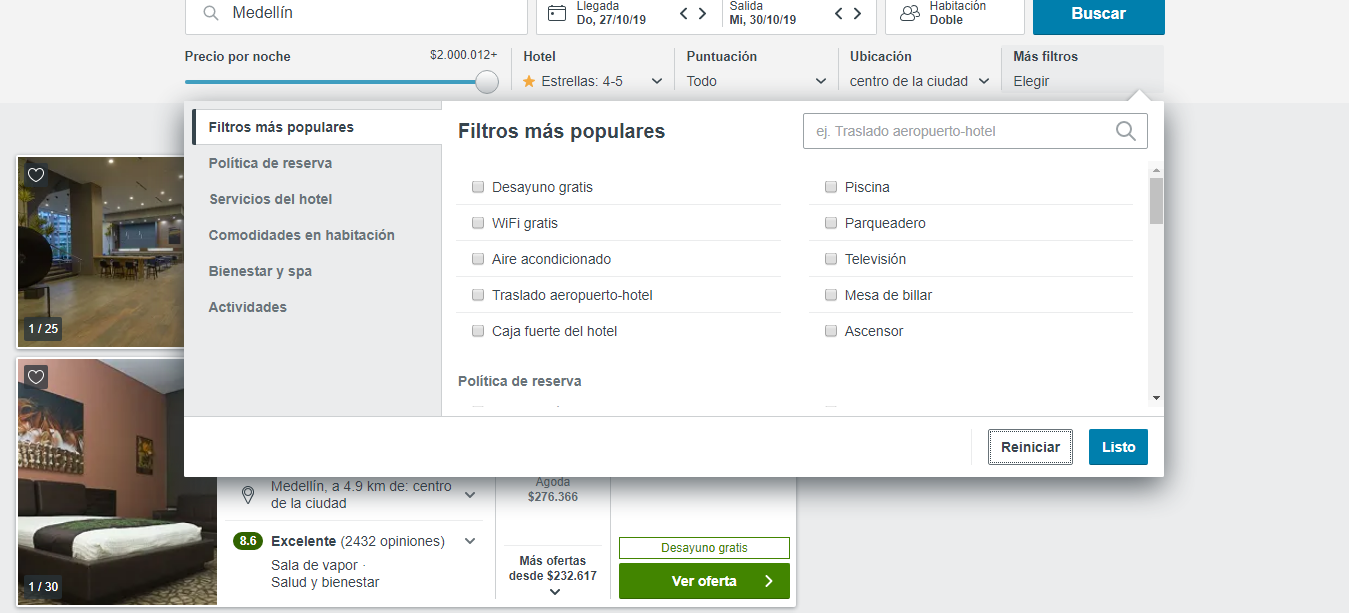 Medellín
Llegada
Do, 27/10/19
Salida
Mi, 30/10/19
Habitación
Doble
Buscar
Precio por noche
$2.000.012+
Hotel
Estrellas: 4-5
Puntuación
Todo
Ubicación
centro de la ciudad
Más filtros
Elegir
Filtros más populares
Política de reserva
Servicios del hotel
Comodidades en habitación
Bienestar y spa
Actividades
Filtros más populares
ej. Traslado aeropuerto-hotel
Desayuno gratis
Piscina
WiFi gratis
Parqueadero
Aire acondicionado
Televisión
Traslado aeropuerto-hotel
Mesa de billar
Caja fuerte del hotel
Ascensor
Política de reserva
Reiniciar
Listo
1 / 25
Medellín, a 4.9 km de: centro
de la ciudad
8.6 Excelente (2432 opiniones)
Sala de vapor ·
Salud y bienestar
1 / 30
Agoda
$276.366
Más ofertas
desde $232.617
Desayuno gratis
Ver oferta